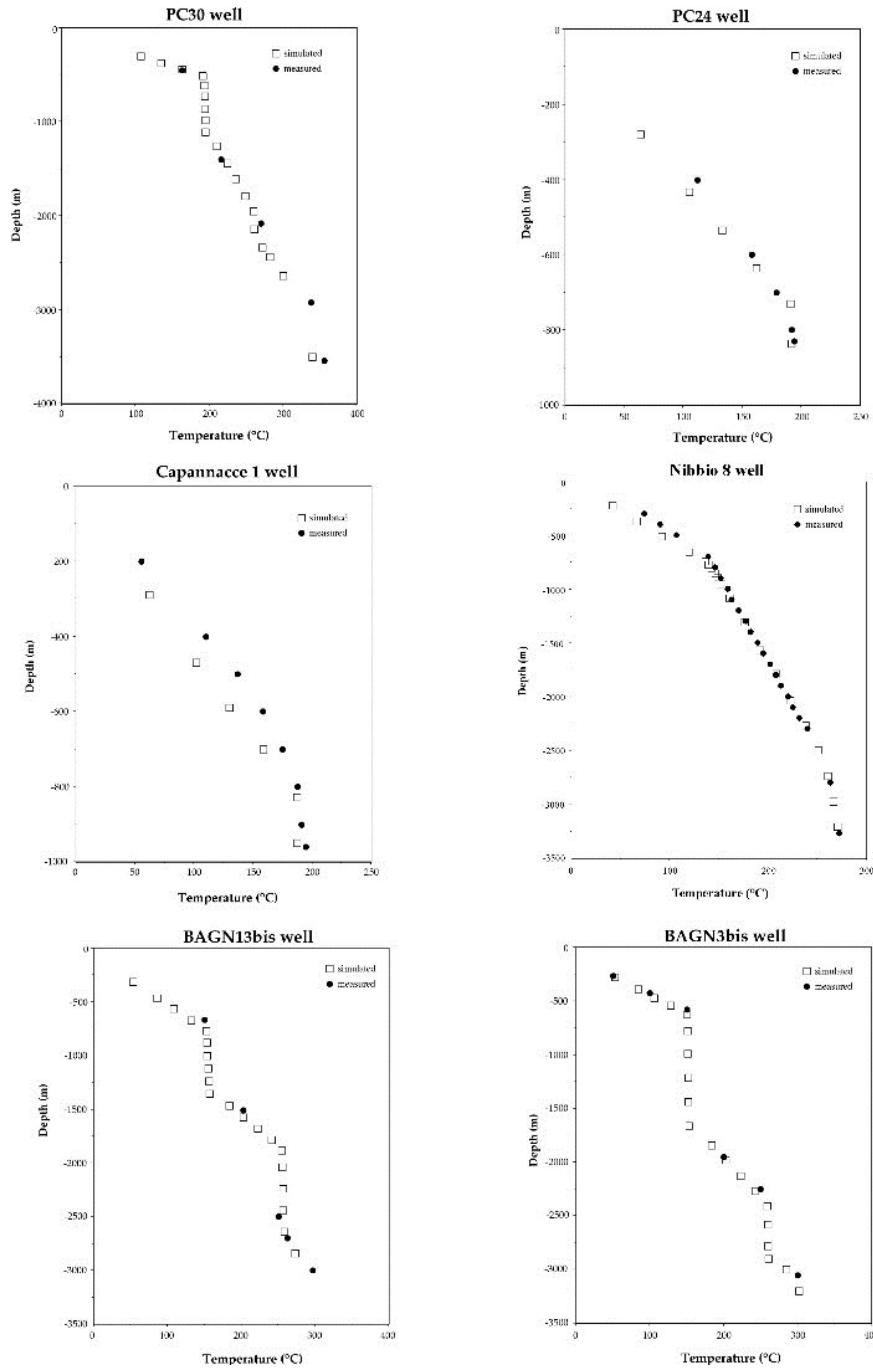 PC30 well
0
-1000
-2000
-3000
-4000
Depth (m)
simulated
measured
0
100
200
300
400
Temperature (°C)
PC24 well
0
-200
-400
-600
-800
-1000
Depth (m)
simulated
measured
0
50
100
150
200
250
Temperature (°C)
Capannacce 1 well
0
200
-400
-600
-800
-1000
Depth (m)
simulated
measured
0
50
100
150
200
250
Temperature (°C)
Nibbio 8 well
0
-500
-1000
-1500
-2000
-2500
-3000
-3500
Depth (m)
simulated
measured
0
100
200
300
Temperature (°C)
BAGN13bis well
0
-500
-1000
-1500
-2000
-2500
-3000
-3500
Depth (m)
simulated
measured
0
100
200
300
400
Temperature (°C)
BAGN3bis well
0
-500
-1000
-1500
-2000
-2500
-3000
-3500
Depth (m)
simulated
measured
0
100
200
300
400
Temperature (°C)